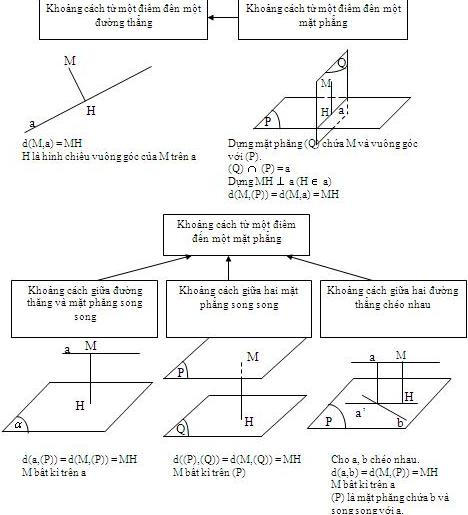 Khoảng cách từ một điểm đến một
đường thẳng
Khoảng cách từ một điểm đến một
mặt phẳng
M
H
a
Q
M
H
a
P
d(M,a) = MH
H là hình chiếu vuông góc của M trên a
Dựng mặt phẳng (Q) chứa M và vuông góc
với (P).
(Q) ∩ (P) = a
Dựng MH ⊥ a (H ∈ a)
d(M,(P)) = d(M,a) = MH
Khoảng cách từ một điểm
đến một mặt phẳng
Khoảng cách giữa đường
thẳng và mặt phẳng song
song
Khoảng cách giữa hai mặt
phẳng song song
Khoảng cách giữa hai đường
thẳng chéo nhau
a
M
H
α
P
M
H
Q
a
M
H
a'
b
P
d(a,(P)) = d(M,(P)) = MH
M bất kì trên a
d((P),(Q)) = d(M,(Q)) = MH
M bất kì trên (P)
Cho a, b chéo nhau.
d(a,b) = d(M,(P)) = MH
M bất kì trên a
(P) là mặt phẳng chứa b và
song song với a.